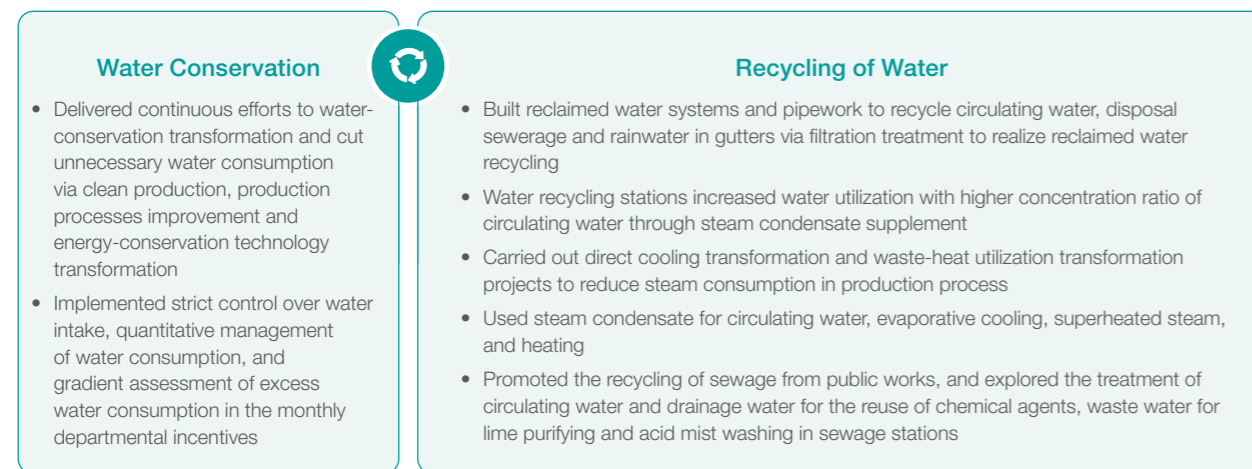 Water Conservation
• Delivered continuous efforts to water-
conservation transformation and cut
unnecessary water consumption
via clean production, production
processes improvement and
energy-conservation technology
transformation
• Implemented strict control over water
intake, quantitative management
of water consumption, and
gradient assessment of excess
water consumption in the monthly
departmental incentives
Recycling of Water
• Built reclaimed water systems and pipework to recycle circulating water, disposal
sewerage and rainwater in gutters via filtration treatment to realize reclaimed water
recycling
• Water recycling stations increased water utilization with higher concentration ratio of
circulating water through steam condensate supplement
• Carried out direct cooling transformation and waste-heat utilization transformation
projects to reduce steam consumption in production process
• Used steam condensate for circulating water, evaporative cooling, superheated steam,
and heating
• Promoted the recycling of sewage from public works, and explored the treatment of
circulating water and drainage water for the reuse of chemical agents, waste water for
lime purifying and acid mist washing in sewage stations